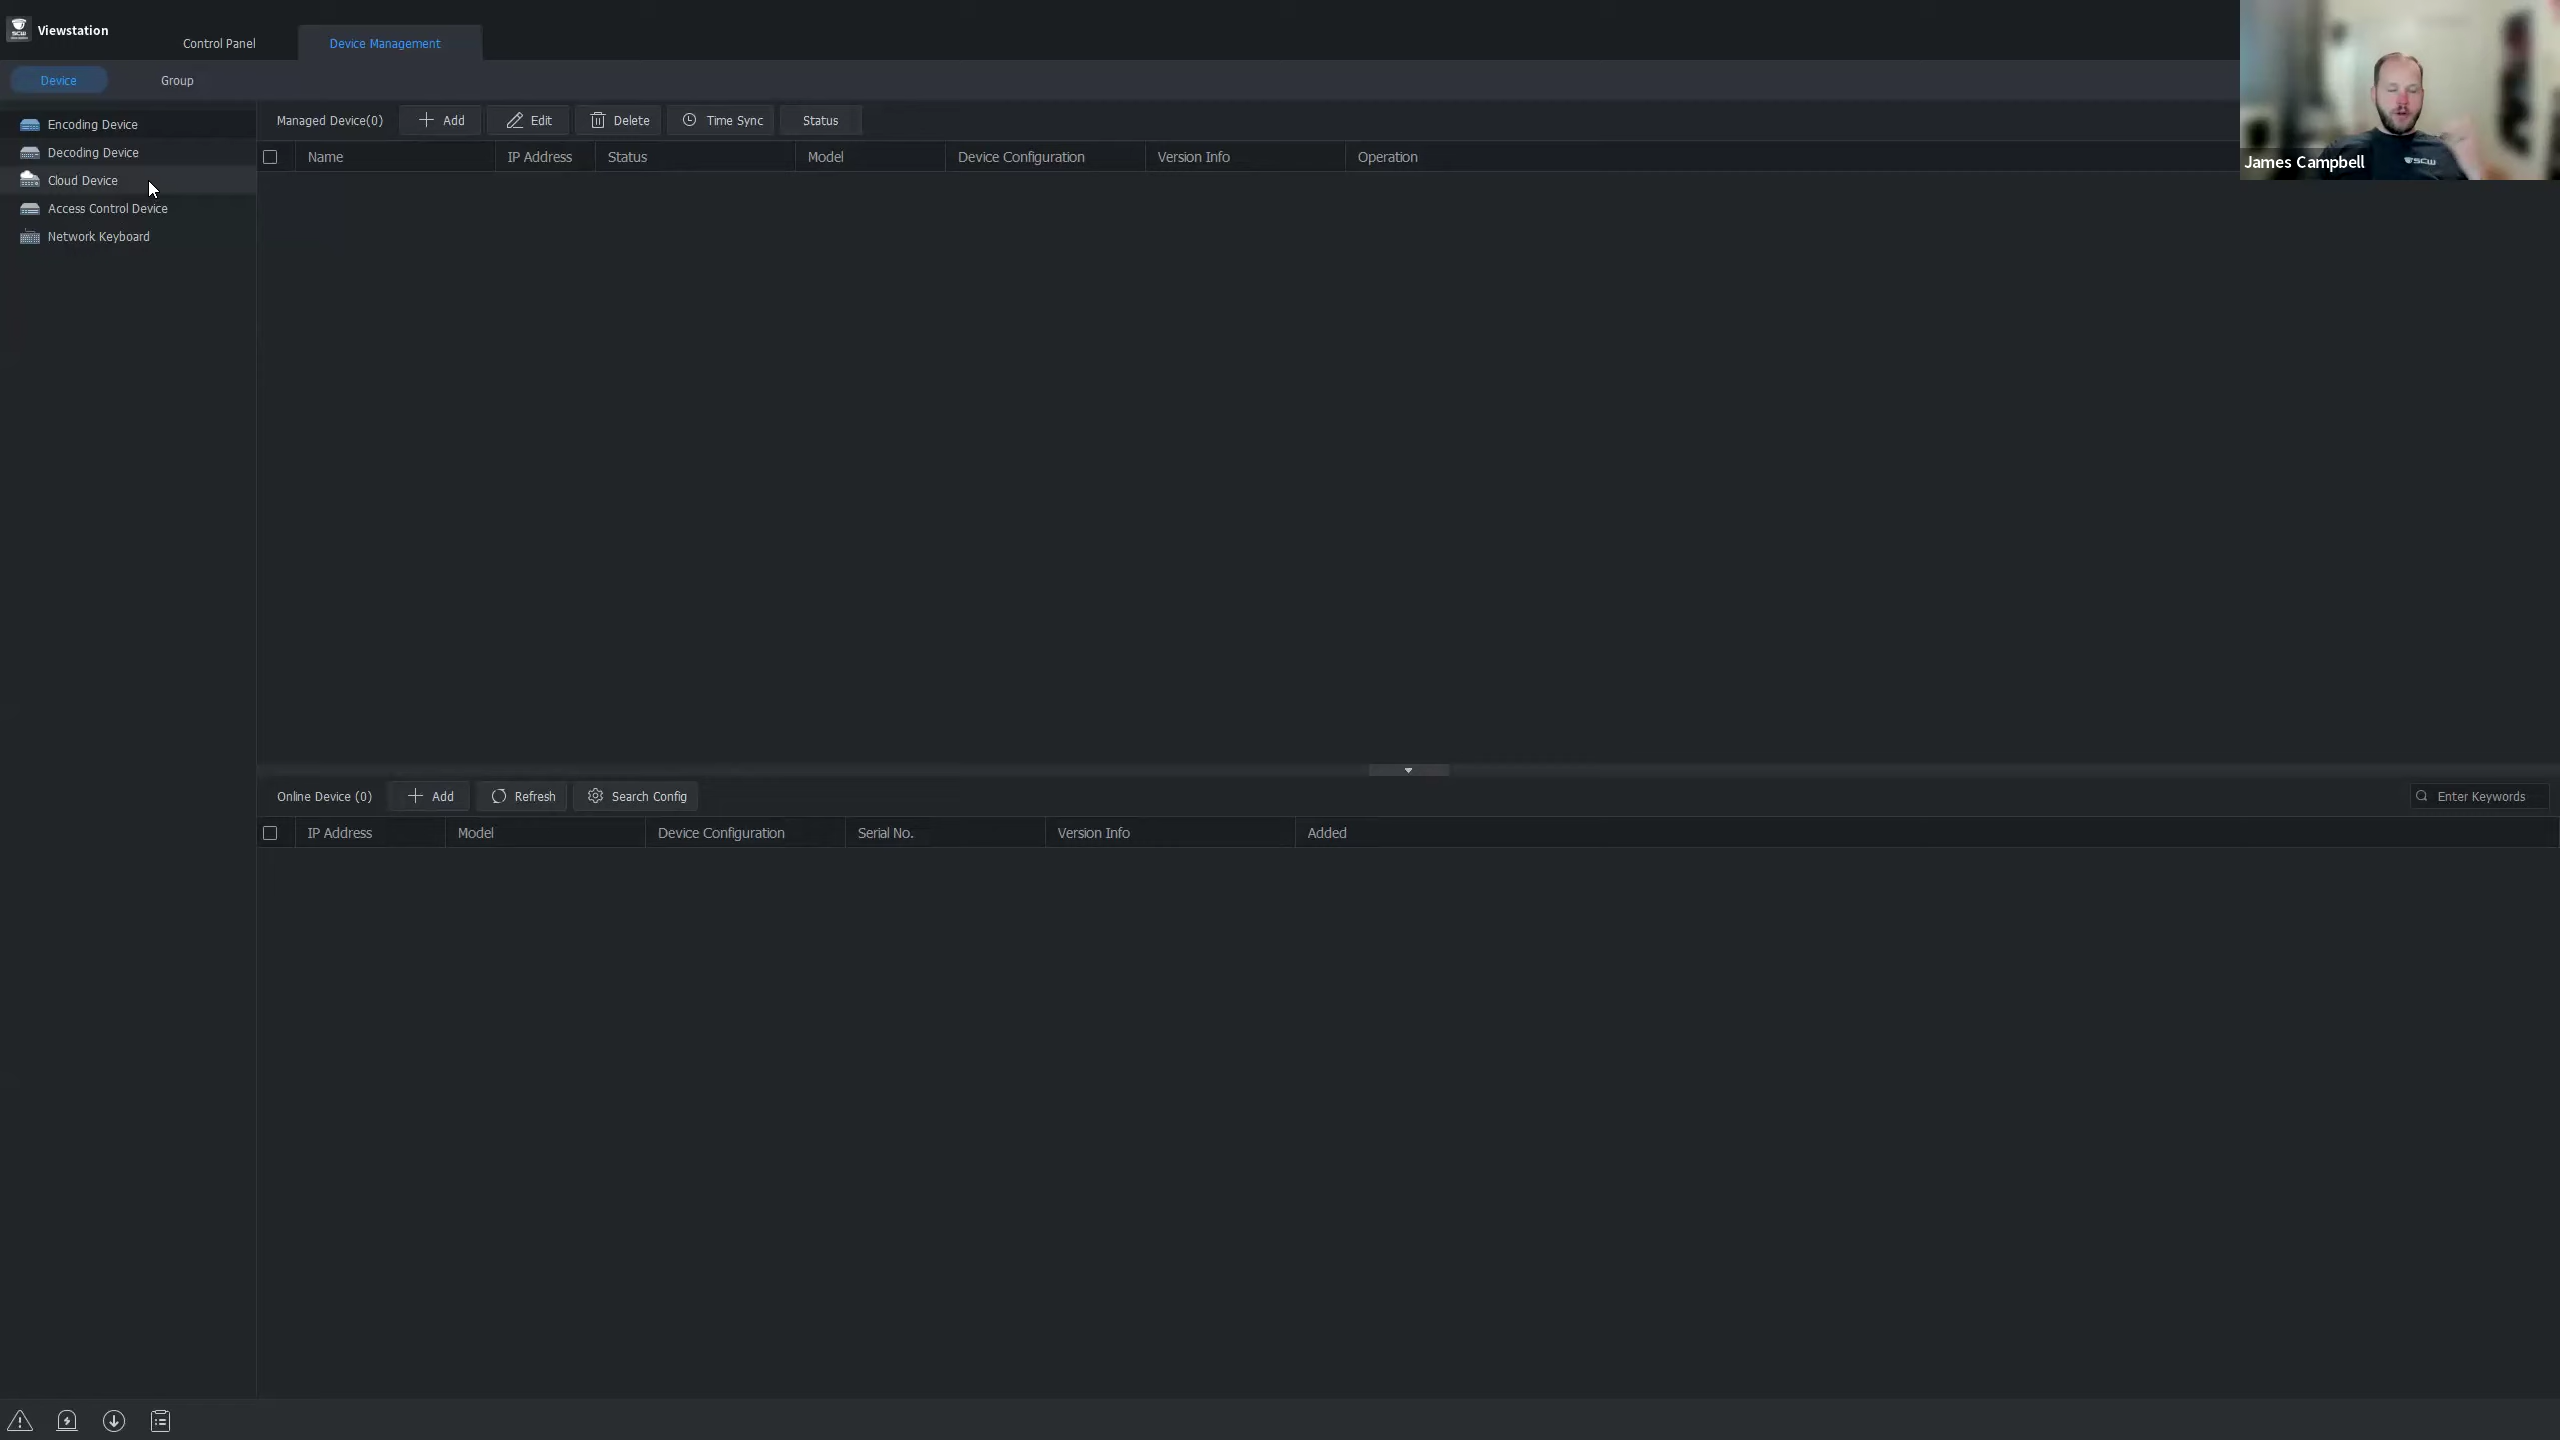 Viewstation
Control Panel
Device Management
Device
Group
Encoding Device
Decoding Device
Cloud Device
Access Control Device
Network Keyboard
Managed Device(0) Add Edit Delete Time Sync Status
Name IP Address Status Model Device Configuration Version Info Operation
James Campbell
SCW
Online Device (0) Add Refresh Search Config Enter Keywords
IP Address Model Device Configuration Serial No. Version Info Added